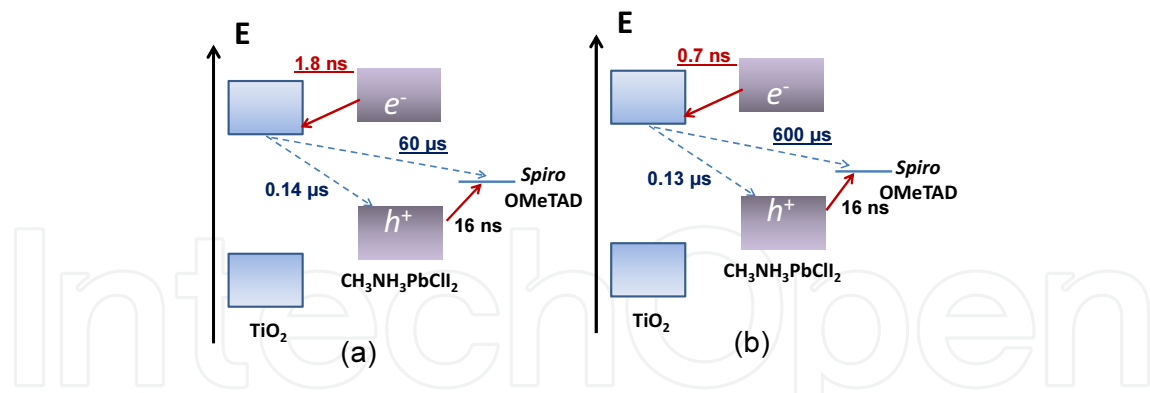 E
1.8 ns
e-
60 µs
Spiro
OMeTAD
0.14 µs
h+
16 ns
CH₃NH₃PbClI₂
TiO₂
(a)
E
0.7 ns
e-
600 µs
Spiro
OMeTAD
0.13 µs
h+
16 ns
CH₃NH₃PbClI₂
TiO₂
(b)
IntechOpen